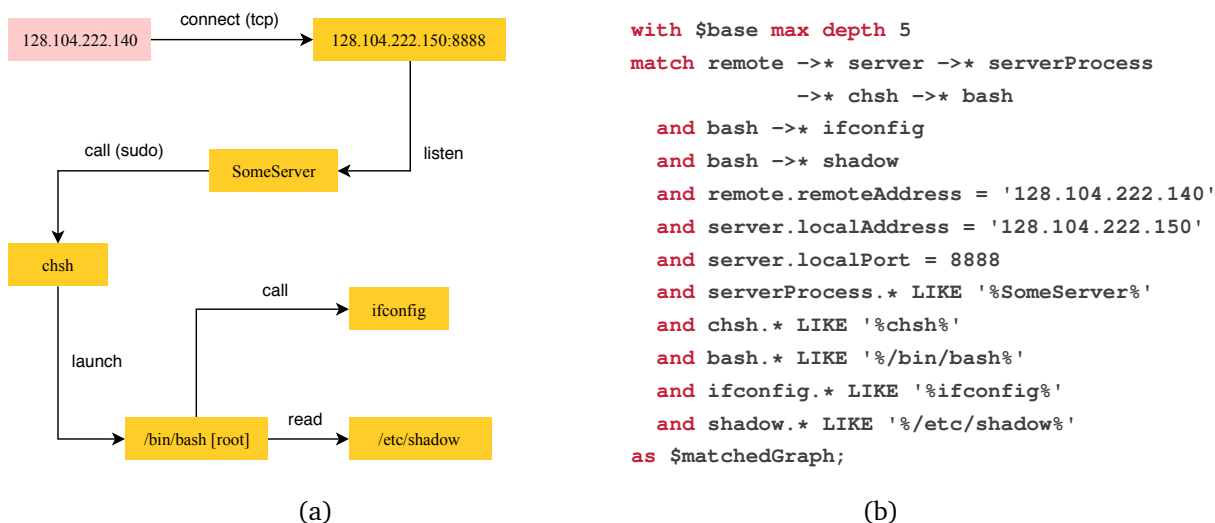 connect (tcp)
128.104.222.140
128.104.222.150:8888
call (sudo)
listen
SomeServer
chsh
call
ifconfig
launch
read
/bin/bash [root]
/etc/shadow
(a)
with $base max depth 5
match remote –>* server –>* serverProcess
–>* chsh –>* bash
and bash –>* ifconfig
and bash –>* shadow
and remote.remoteAddress = '128.104.222.140'
and server.localAddress = '128.104.222.150'
and server.localPort = 8888
and serverProcess.* LIKE '%SomeServer%'
and chsh.* LIKE '%chsh%'
and bash.* LIKE '%/bin/bash%'
and ifconfig.* LIKE '%ifconfig%'
and shadow.* LIKE '%/etc/shadow%'
as $matchedGraph;
(b)